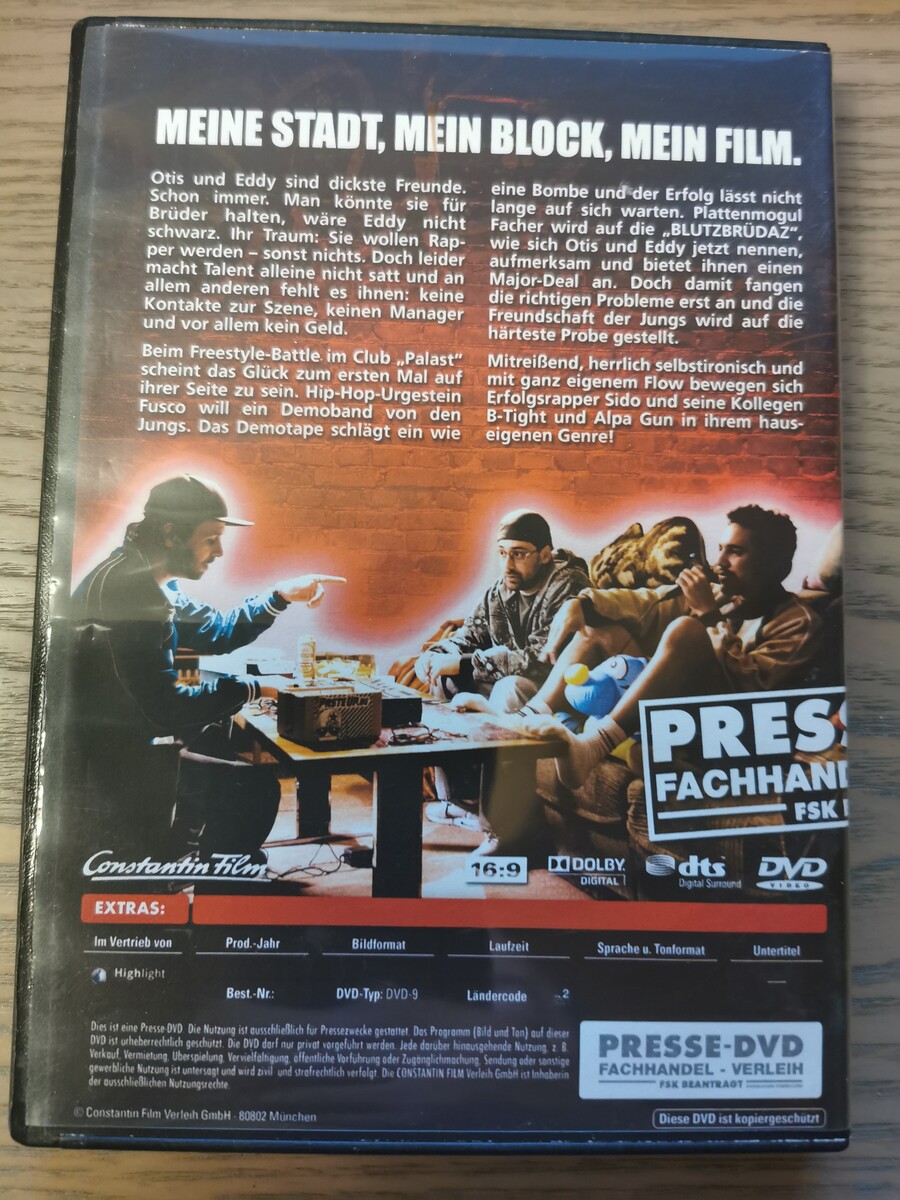 MEINE STADT, MEIN BLOCK, MEIN FILM.
Otis und Eddy sind dickste Freunde.
Schon immer. Man könnte sie für
Brüder halten, wäre Eddy nicht
schwarz. Ihr Traum: Sie wollen Rap-
per werden – sonst nichts. Doch leider
macht Talent alleine nicht satt und an
allem anderen fehlt es ihnen: keine
Kontakte zur Szene, keinen Manager
und vor allem kein Geld.
Beim Freestyle-Battle im Club „Palast“
scheint das Glück zum ersten Mal auf
ihrer Seite zu sein. Hip-Hop-Urgestein
Fusco will ein Demoband von den
Jungs. Das Demotape schlägt ein wie
eine Bombe und der Erfolg lässt nicht
lange auf sich warten. Plattenmogul
Facher wird auf die „BLUTZBRÜDAZ“,
wie sich Otis und Eddy jetzt nennen,
aufmerksam und bietet ihnen einen
Major-Deal an. Doch damit fangen
die richtigen Probleme erst an und die
Freundschaft der Jungs wird auf die
härteste Probe gestellt.
Mitreißend, herrlich selbstironisch und
mit ganz eigenem Flow bewegen sich
Erfolgsrapper Sido und seine Kollegen
B-Tight und Alpa Gun in ihrem haus-
eigenen Genre!
PRES
FACHHAN
FSK
Constantin Film
16:9
DOLBY
DIGITAL
dts
Digital Surround
DVD
VIDEO
EXTRAS:
Im Vertrieb von
Prod.-Jahr
Bildformat
Laufzeit
Sprache u. Tonformat
Untertitel
Highlight
Best.-Nr.:
DVD-Typ: DVD-9
Ländercode
2
Dies ist eine Presse-DVD. Die Nutzung ist ausschließlich für Pressezwecke gestattet. Das Programm (Bild und Ton) auf dieser
DVD ist urheberrechtlich geschützt. Die DVD darf nur privat vorgeführt werden. Jede darüber hinausgehende Nutzung, z. B.
Verkauf, Vermietung, Überspielung, Vervielfältigung, öffentliche Vorführung oder Zugänglichmachung, Sendung oder sonstige
gewerbliche Nutzung ist untersagt und wird zivil- und strafrechtlich verfolgt. Die CONSTANTIN FILM Verleih GmbH ist Inhaberin
der ausschließlichen Nutzungsrechte.
PRESSE-DVD
FACHHANDEL - VERLEIH
FSK BEANTRAGT
© Constantin Film Verleih GmbH · 80802 München
Diese DVD ist kopiergeschützt